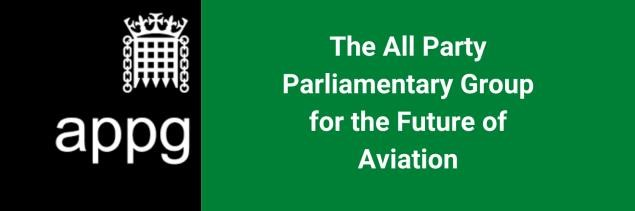 appg
The All Party
Parliamentary Group
for the Future of
Aviation